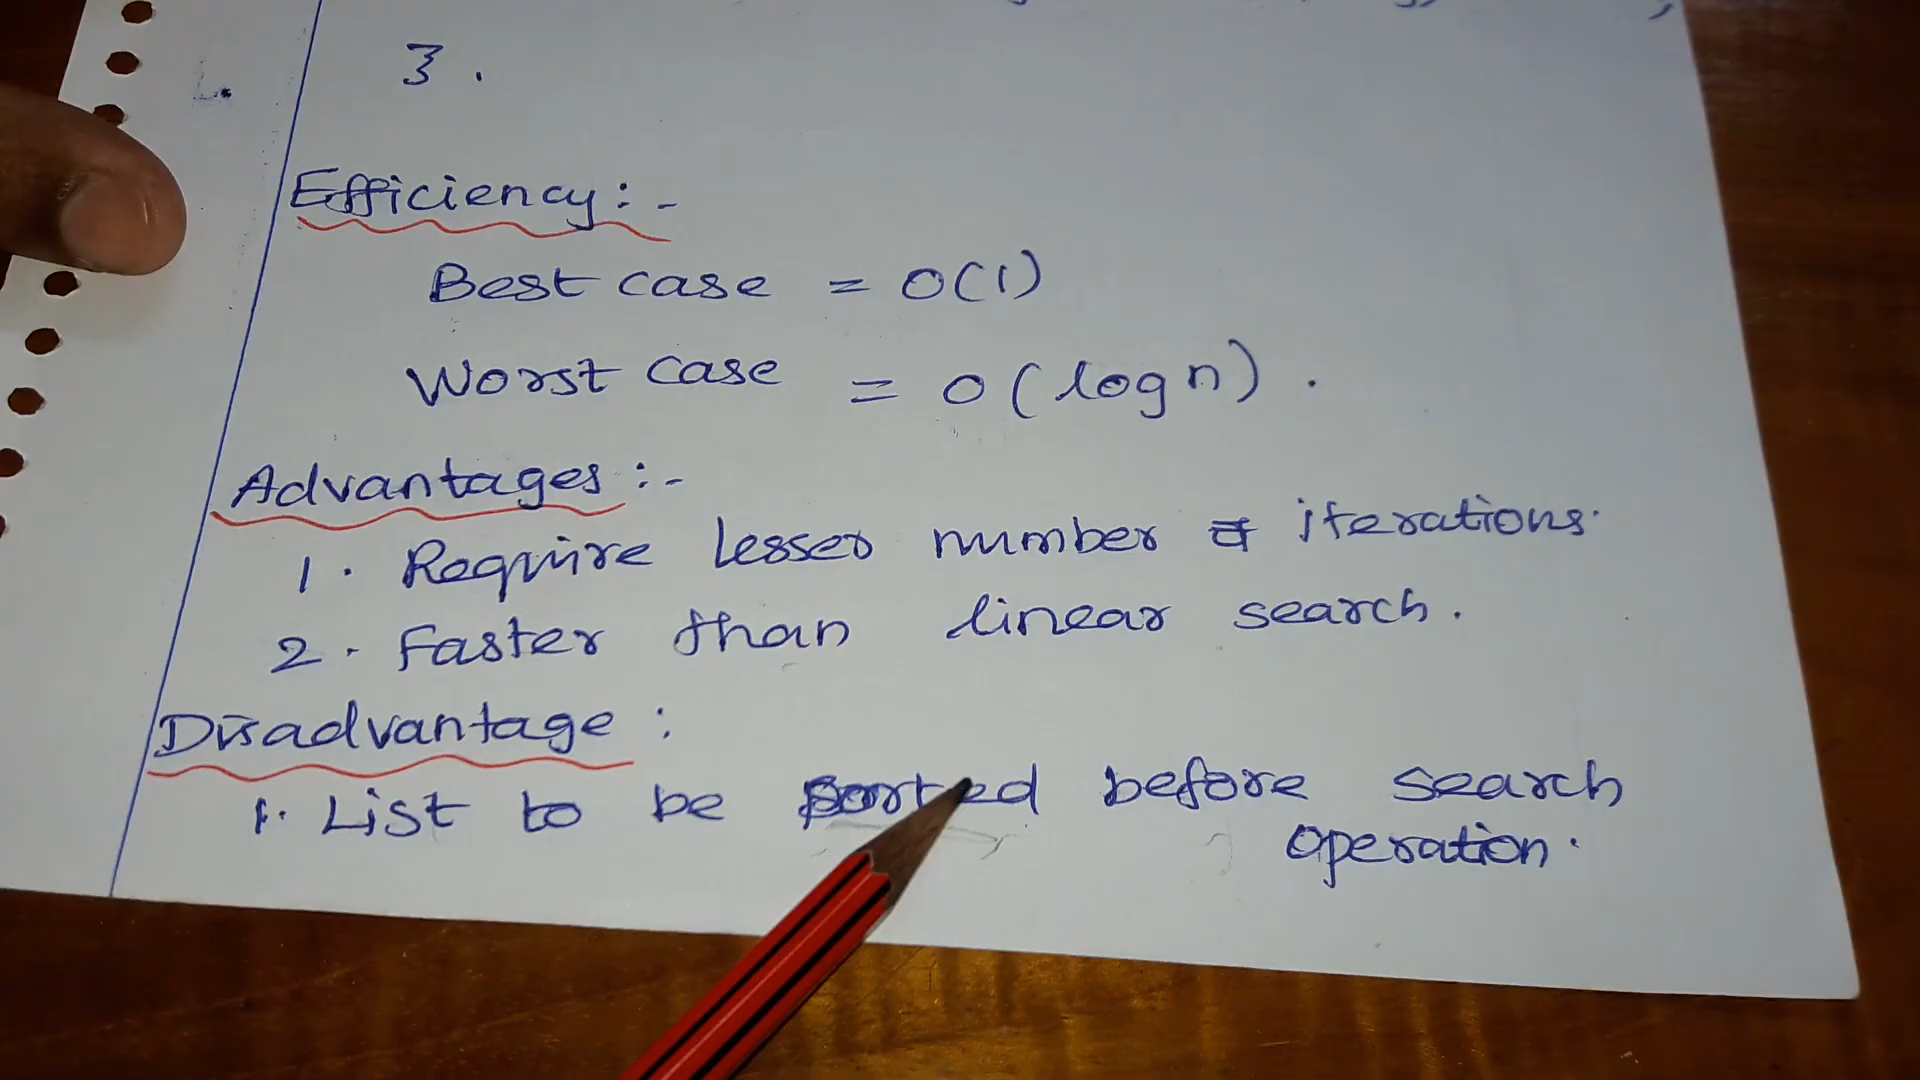 3.
Efficiency:-
Best case = O(1)
Worst case = O(log n).
Advantages:-
1. Require lesser number of iterations.
2. Faster than linear search.
Disadvantage:
1. List to be sorted before search
operation.